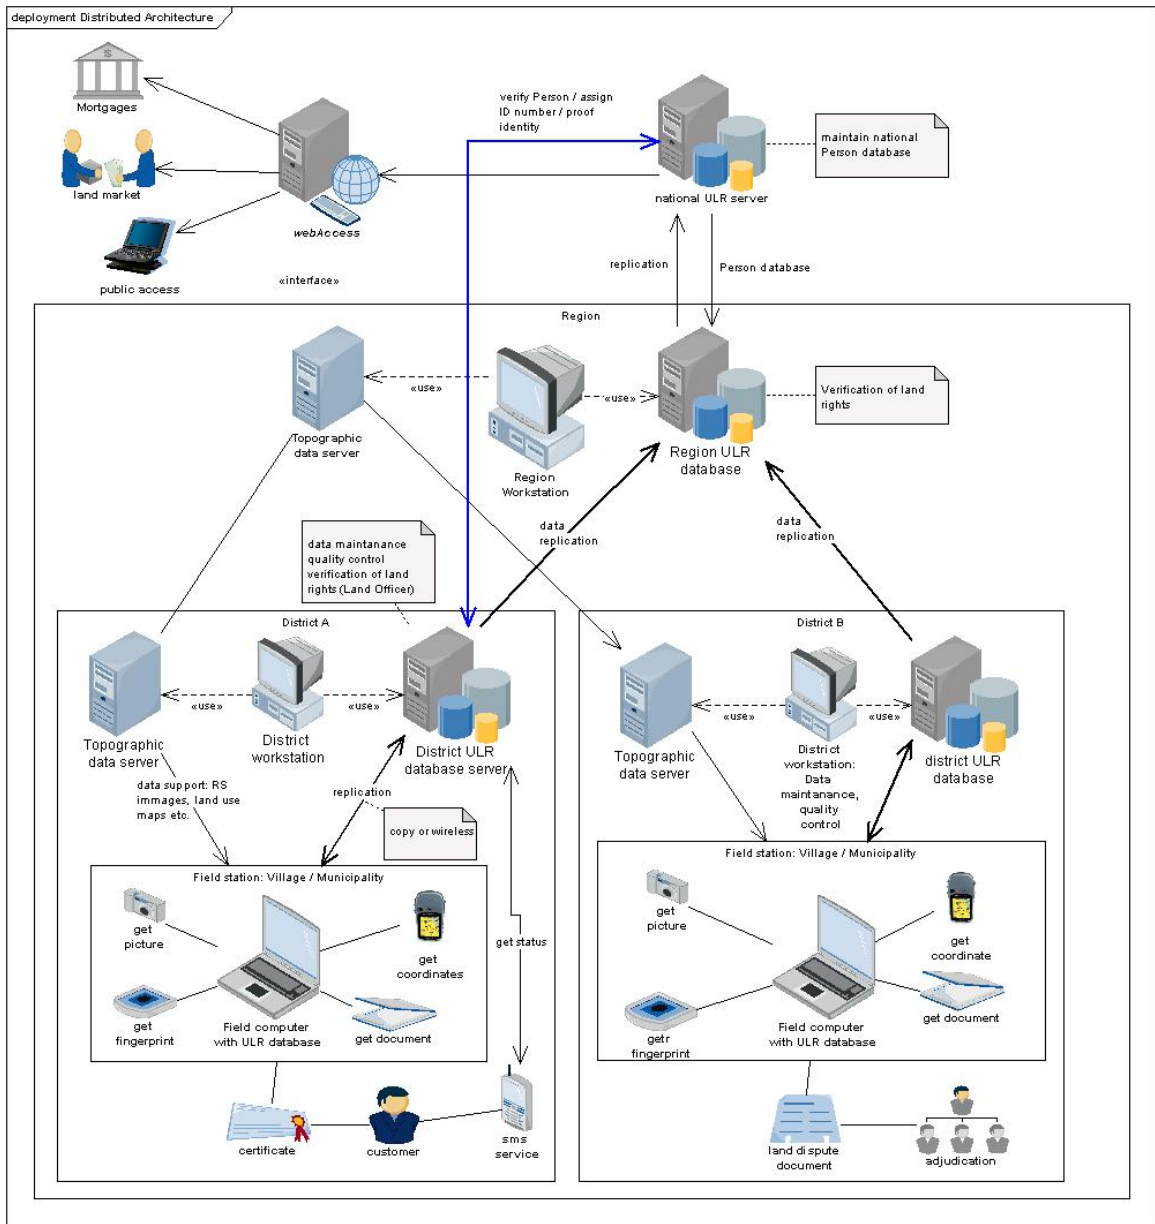 deployment Distributed Architecture
Mortgages
land market
public access
webAccess
«interface»
verify Person / assign
ID number / proof
identity
national ULR server
maintain national
Person database
replication
Person database
Region
Topographic
data server
«use»
Region
Workstation
«use»
Region ULR
database
Verification of land
rights
data
replication
data
replication
data maintanance
quality control
verification of land
rights (Land Officer)
District A
Topographic
data server
«use»
District
workstation
«use»
District ULR
database server
data support: RS
immages, land use
maps etc.
replication
copy or wireless
Field station: Village / Municipality
get
picture
get
coordinates
get
fingerprint
Field computer
with ULR database
get document
get status
certificate
customer
sms
service
District B
Topographic
data server
«use»
District
workstation:
Data
maintanance,
quality
control
«use»
district ULR
database
Field station: Village / Municipality
get
picture
get
coordinate
getr
fingerprint
Field computer
with ULR database
get document
land dispute
document
adjudication